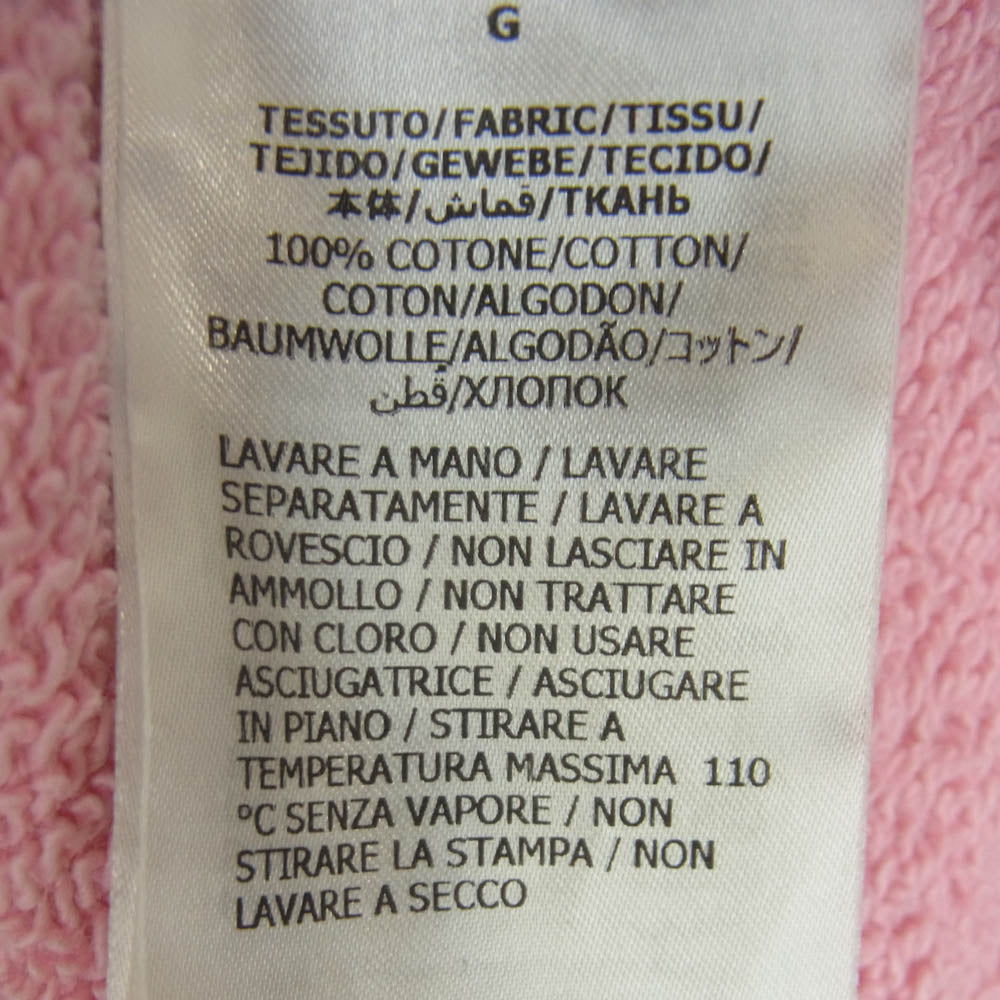 G
TESSUTO/FABRIC/TISSU/
TEJIDO/GEWEBE/TECIDO/
本体/قماش/ТКАНЬ
100% COTONE/COTTON/
COTON/ALGODON/
BAUMWOLLE/ALGODÃO/コットン/
قطن/ХЛОПОК
LAVARE A MANO / LAVARE
SEPARATAMENTE / LAVARE A
ROVESCIO / NON LASCIARE IN
AMMOLLO / NON TRATTARE
CON CLORO / NON USARE
ASCIUGATRICE / ASCIUGARE
IN PIANO / STIRARE A
TEMPERATURA MASSIMA 110
°C SENZA VAPORE / NON
STIRARE LA STAMPA / NON
LAVARE A SECCO